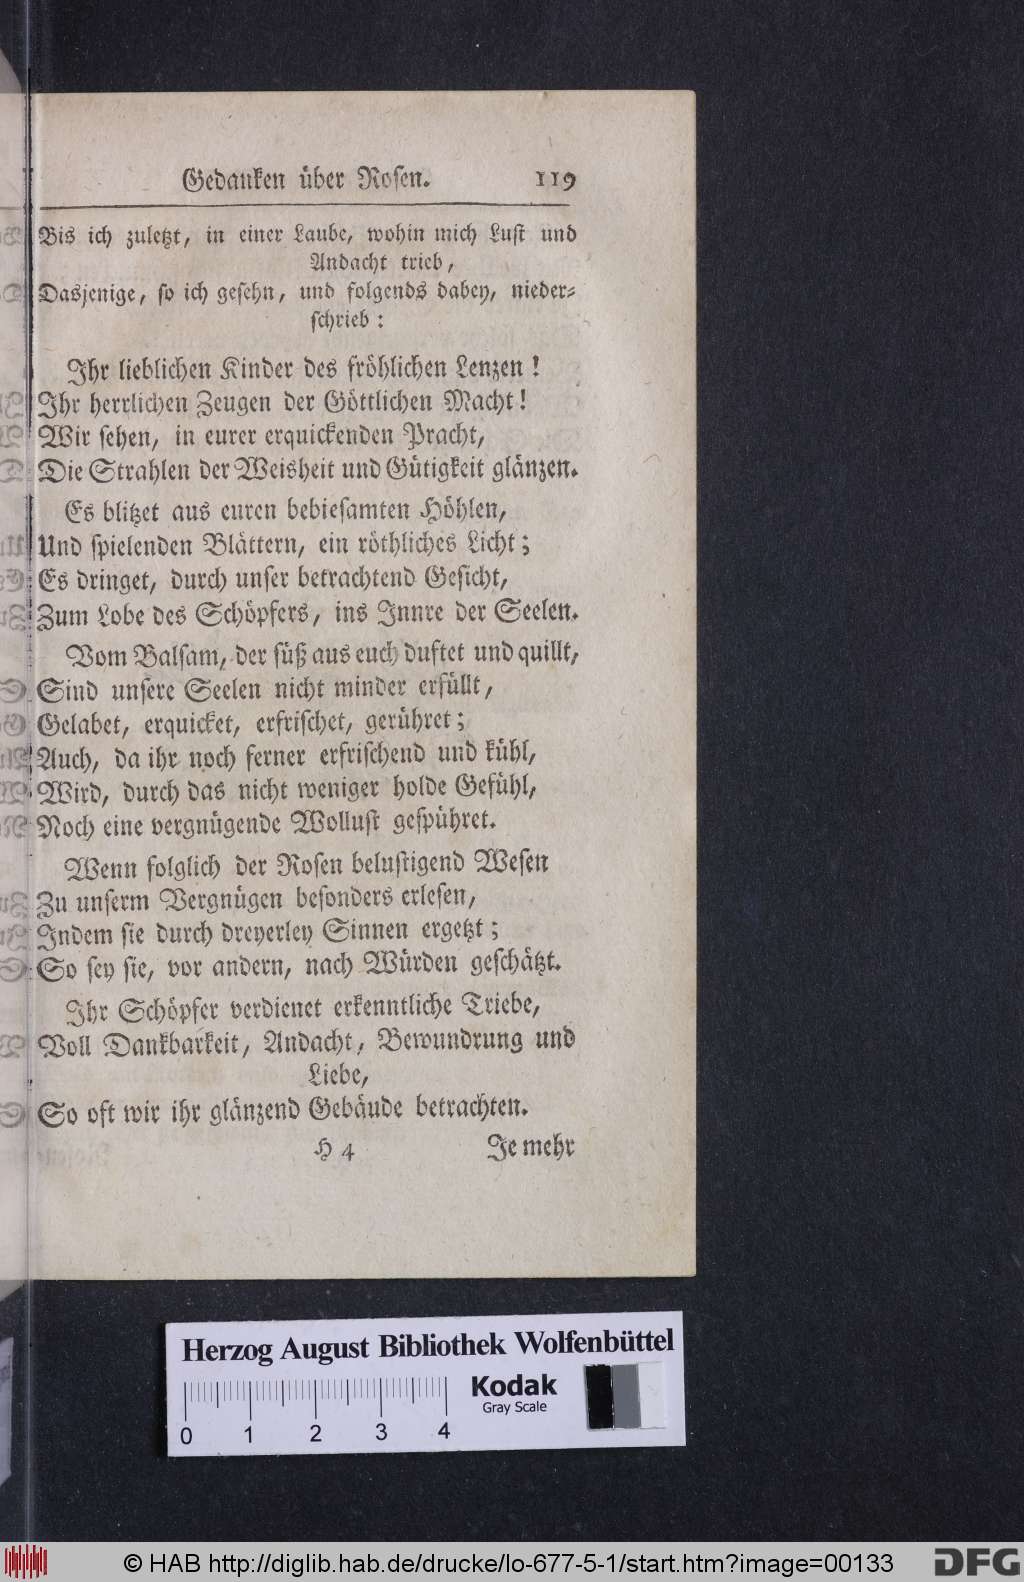 Gedanken über Rosen. 119
Bis ich zuletzt, in einer Laube, wohin mich Lust und
Andacht trieb,
Dasjenige, so ich gesehn, und folgends dabey, nieder=
schrieb:
Ihr lieblichen Kinder des fröhlichen Lenzen!
Ihr herrlichen Zeugen der Göttlichen Macht!
Wir sehen, in eurer erquickenden Pracht,
Die Strahlen der Weisheit und Gütigkeit glänzen.
Es blitzet aus euren bebiesamten Höhlen,
Und spielenden Blättern, ein röthliches Licht;
Es dringet, durch unser betrachtend Gesicht,
Zum Lobe des Schöpfers, ins Innre der Seelen.
Vom Balsam, der süß aus euch duftet und quillt,
Sind unsere Seelen nicht minder erfüllt,
Gelabet, erquicket, erfrischet, gerühret;
Auch, da ihr noch ferner erfrischend und kühl,
Wird, durch das nicht weniger holde Gefühl,
Noch eine vergnügende Wollust gespühret.
Wenn folglich der Rosen belustigend Wesen
Zu unserm Vergnügen besonders erlesen,
Indem sie durch dreyerley Sinnen ergetzt;
So sey sie, vor andern, nach Würden geschätzt.
Ihr Schöpfer verdienet erkenntliche Triebe,
Voll Dankbarkeit, Andacht, Bewundrung und
Liebe,
So oft wir ihr glänzend Gebäude betrachten.
H 4 Je mehr
Herzog August Bibliothek Wolfenbüttel
Kodak
Gray Scale
0 1 2 3 4
© HAB http://diglib.hab.de/drucke/lo-677-5-1/start.htm?image=00133
DFG